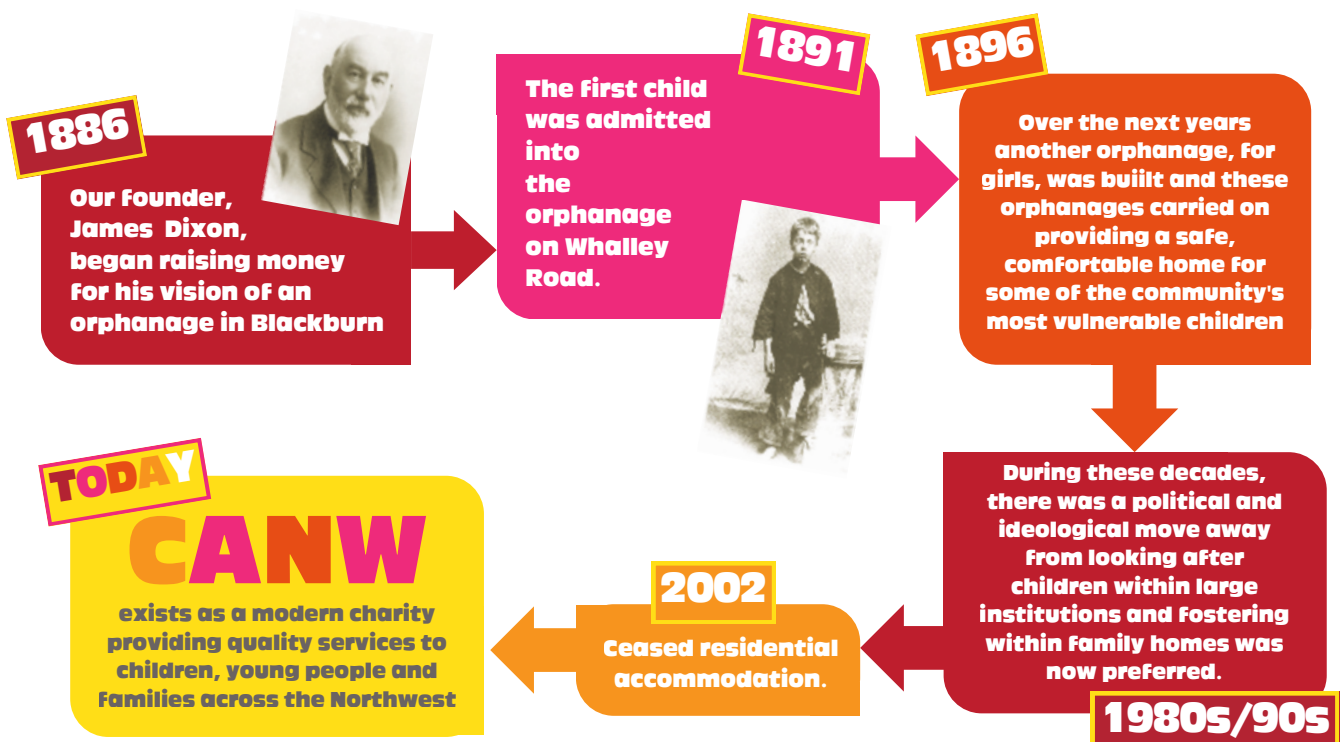 1886
Our Founder,
James Dixon,
began raising money
for his vision of an
orphanage in Blackburn
1891
The first child
was admitted
into
the
orphanage
on Whalley
Road.
1896
Over the next years
another orphanage, for
girls, was buiilt and these
orphanages carried on
providing a safe,
comfortable home for
some of the community's
most vulnerable children
During these decades,
there was a political and
ideological move away
from looking after
children within large
institutions and fostering
within family homes was
now preferred.
1980s/90s
2002
Ceased residential
accommodation.
TODAY
CANW
exists as a modern charity
providing quality services to
children, young people and
families across the Northwest